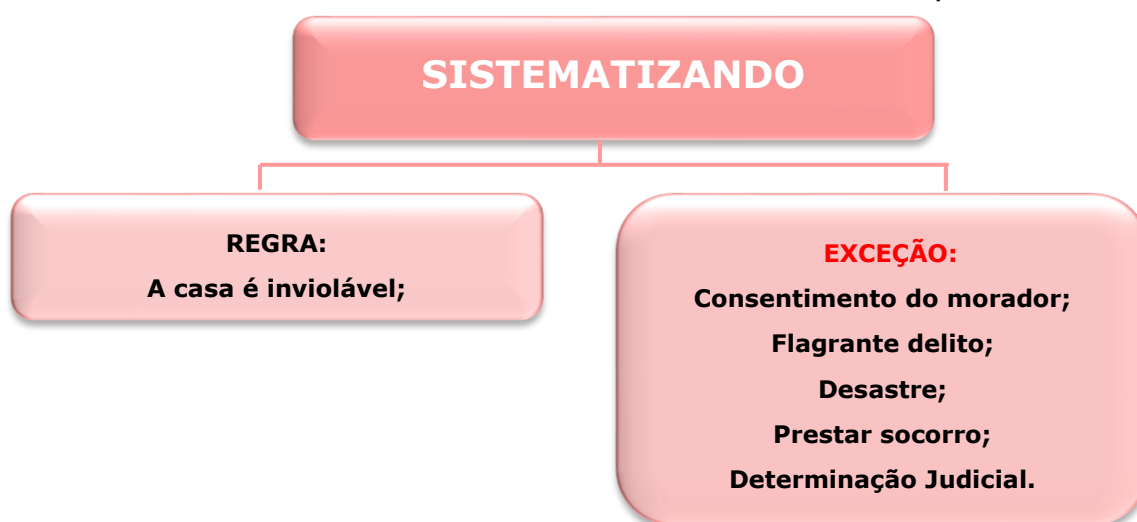 SISTEMATIZANDO
REGRA:
A casa é inviolável;
EXCEÇÃO:
Consentimento do morador;
Flagrante delito;
Desastre;
Prestar socorro;
Determinação Judicial.